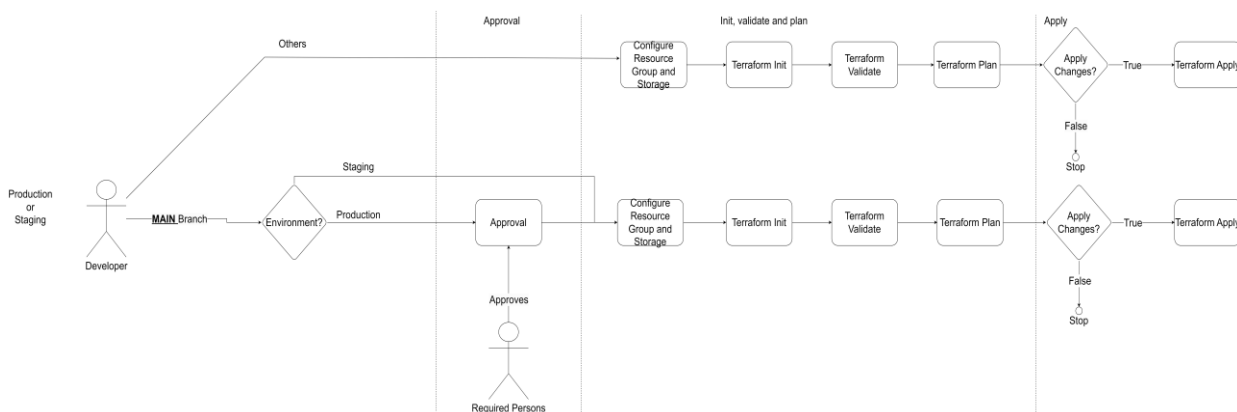 Approval
Init, validate and plan
Apply
Others
Configure
Resource
Group and
Storage
Terraform Init
Terraform
Validate
Terraform Plan
Apply
Changes?
True
Terraform Apply
False
Stop
Production
or
Staging
Developer
MAIN Branch
Environment?
Staging
Production
Approval
Approves
Required Persons
Configure
Resource
Group and
Storage
Terraform Init
Terraform
Validate
Terraform Plan
Apply
Changes?
True
Terraform Apply
False
Stop